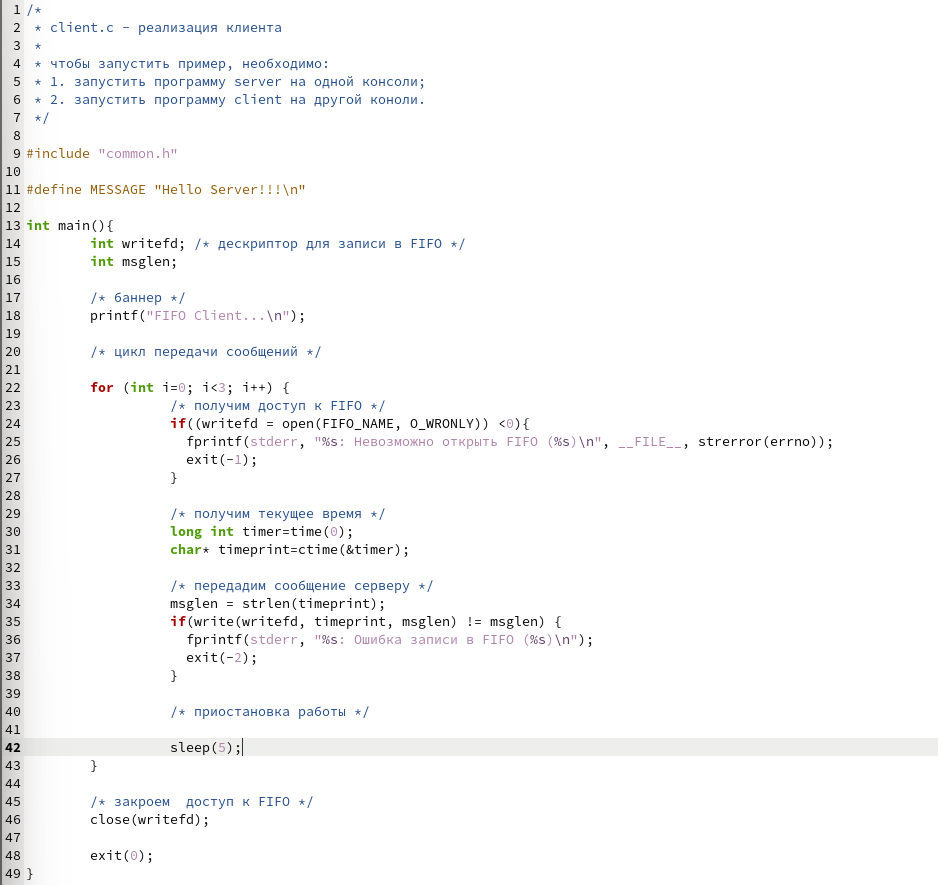 1 /*
2  * client.c - реализация клиента
3  *
4  * чтобы запустить пример, необходимо:
5  * 1. запустить программу server на одной консоли;
6  * 2. запустить программу client на другой коноли.
7  */
8
9 #include "common.h"
10
11 #define MESSAGE "Hello Server!!!\n"
12
13 int main(){
14         int writefd; /* дескриптор для записи в FIFO */
15         int msglen;
16
17         /* баннер */
18         printf("FIFO Client...\n");
19
20         /* цикл передачи сообщений */
21
22         for (int i=0; i<3; i++) {
23                   /* получим доступ к FIFO */
24                   if((writefd = open(FIFO_NAME, O_WRONLY)) <0){
25                     fprintf(stderr, "%s: Невозможно открыть FIFO (%s)\n", __FILE__, strerror(errno));
26                     exit(-1);
27                   }
28
29                   /* получим текущее время */
30                   long int timer=time(0);
31                   char* timeprint=ctime(&timer);
32
33                   /* передадим сообщение серверу */
34                   msglen = strlen(timeprint);
35                   if(write(writefd, timeprint, msglen) != msglen) {
36                     fprintf(stderr, "%s: Ошибка записи в FIFO (%s)\n");
37                     exit(-2);
38                   }
39
40                   /* приостановка работы */
41
42                   sleep(5);
43         }
44
45         /* закроем  доступ к FIFO */
46         close(writefd);
47
48         exit(0);
49 }